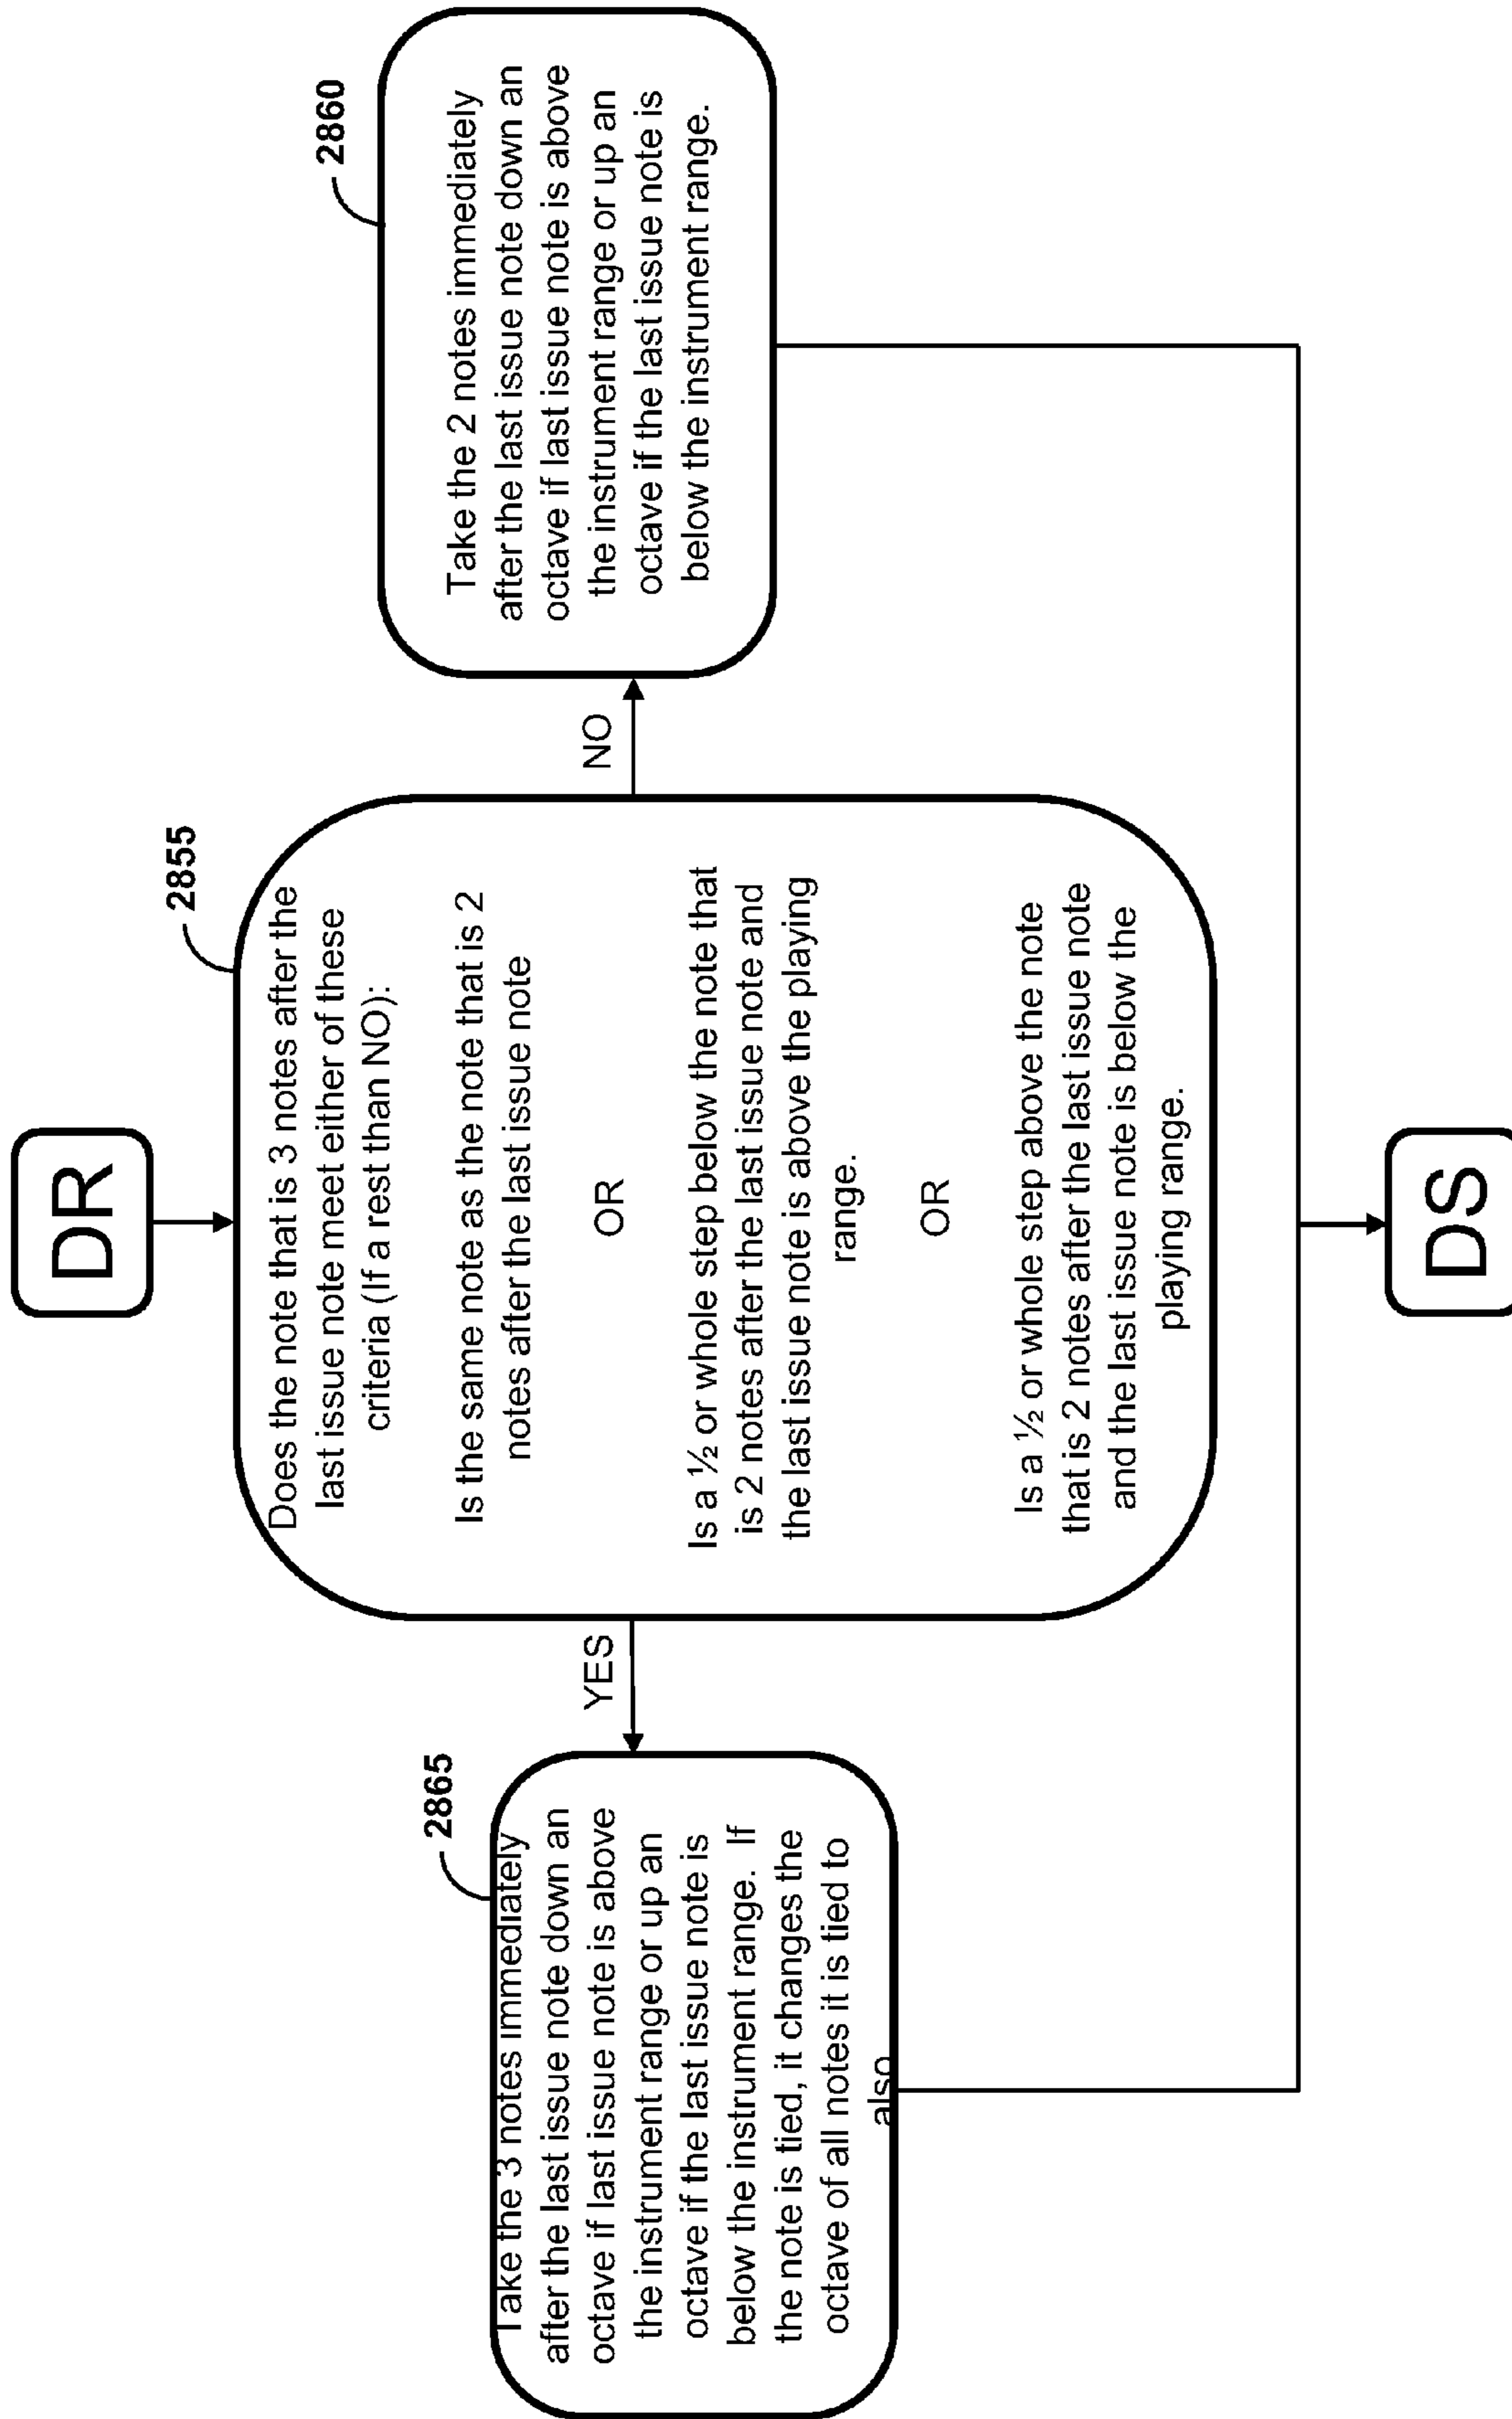 DR
2855
Does the note that is 3 notes after the
last issue note meet either of these
criteria (If a rest than NO):
Is the same note as the note that is 2
notes after the last issue note
OR
Is a ½ or whole step below the note that
is 2 notes after the last issue note and
the last issue note is above the playing
range.
OR
Is a ½ or whole step above the note
that is 2 notes after the last issue note
and the last issue note is below the
playing range.
YES
NO
2865
Take the 3 notes immediately
after the last issue note down an
octave if last issue note is above
the instrument range or up an
octave if the last issue note is
below the instrument range. If
the note is tied, it changes the
octave of all notes it is tied to
also
2860
Take the 2 notes immediately
after the last issue note down an
octave if last issue note is above
the instrument range or up an
octave if the last issue note is
below the instrument range.
DS